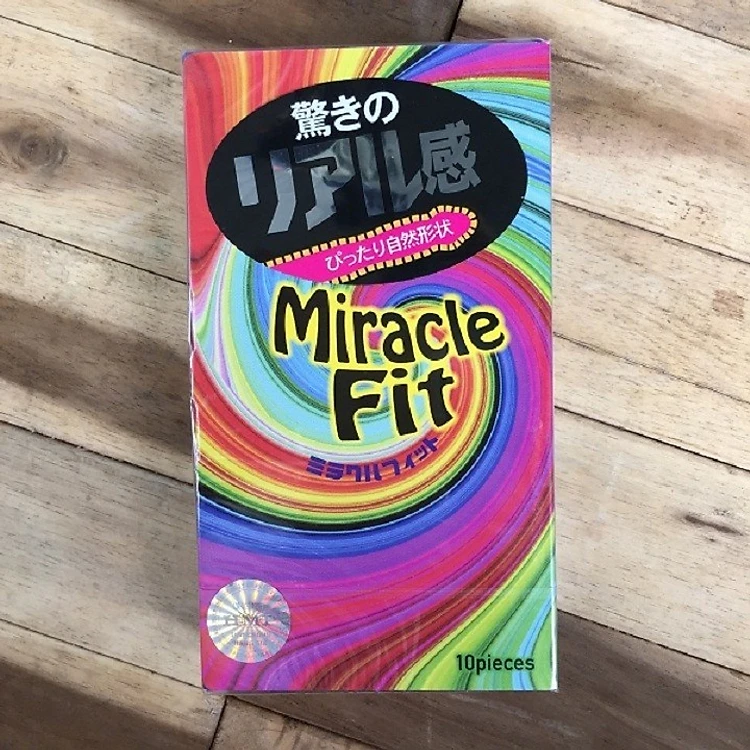 驚きの
リアル感
ぴったり自然形状
Miracle
Fit
ミラクルフィット
10pieces